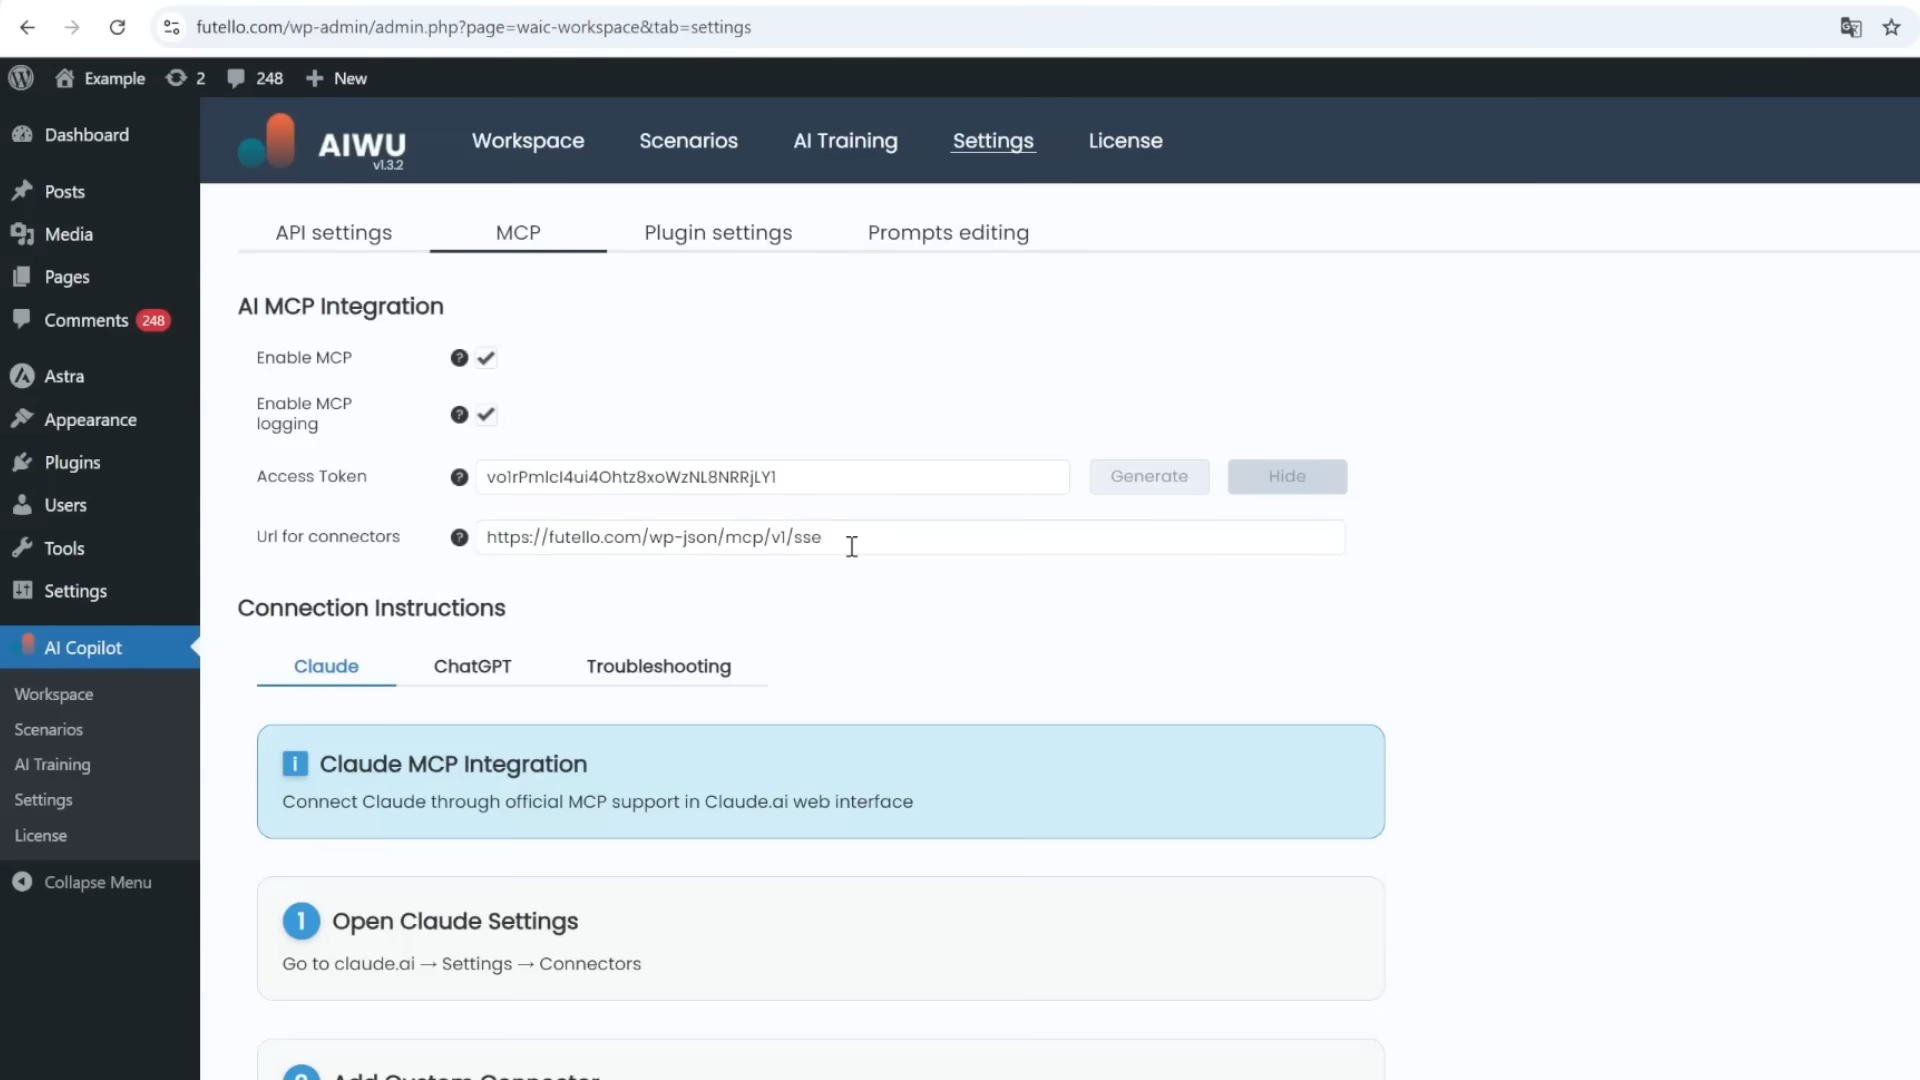 futello.com/wp-admin/admin.php?page=waic-workspace&tab=settings
Example 2 248 New
Dashboard
Posts
Media
Pages
Comments 248
Astra
Appearance
Plugins
Users
Tools
Settings
AI Copilot
Workspace
Scenarios
AI Training
Settings
License
Collapse Menu
AIWU
v1.3.2
Workspace Scenarios AI Training Settings License
API settings MCP Plugin settings Prompts editing
AI MCP Integration
Enable MCP
Enable MCP
logging
Access Token vo1rPmlcI4ui4Ohtz8xoWzNL8NRRjLY1 Generate Hide
Url for connectors https://futello.com/wp-json/mcp/v1/sse
Connection Instructions
Claude ChatGPT Troubleshooting
i Claude MCP Integration
Connect Claude through official MCP support in Claude.ai web interface
1 Open Claude Settings
Go to claude.ai → Settings → Connectors
2 Add Custom Connector